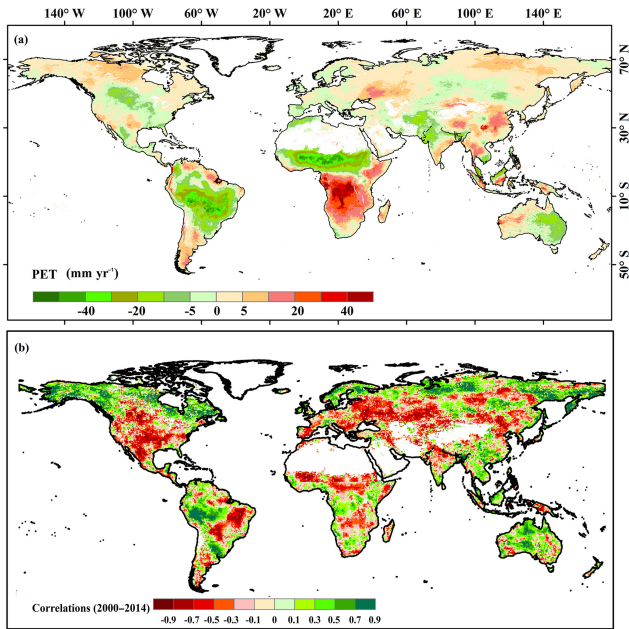 100° W 60° W 20° W 20° E 60° E 100° E 140° E
(a)
70° N
30° N
10° S
50° S
PET (mm yr⁻¹)
-40 -20 -5 0 5 20 40
(b)
Correlations (2000–2014)
-0.9 -0.7 -0.5 -0.3 -0.1 0 0.1 0.3 0.5 0.7 0.9